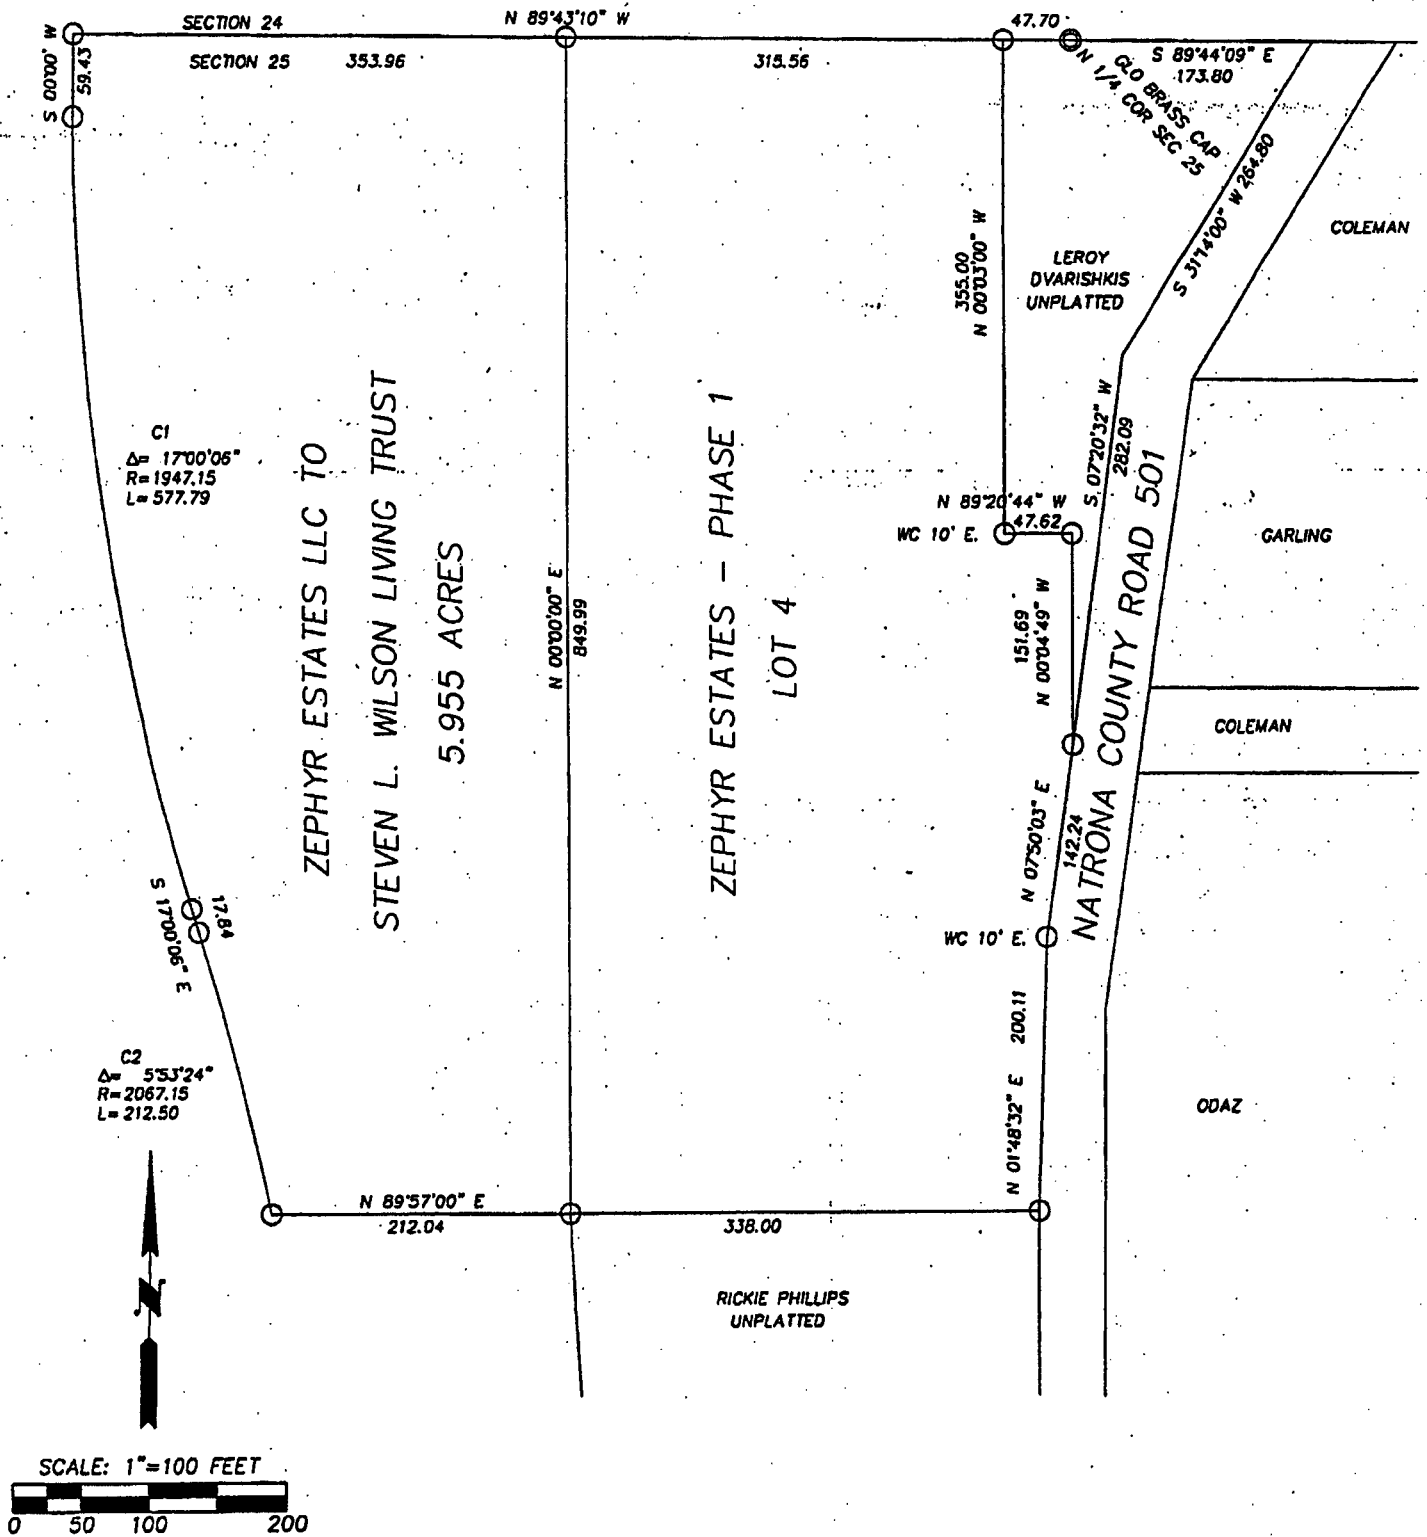 SECTION 24
N 89°43'10" W
47.70
S 00°00' W
59.43
SECTION 25
353.96
315.56
S 89°44'09" E
173.80
GLO BRASS CAP
N 1/4 COR SEC 25
S 31°14'00" W 264.80
COLEMAN
355.00
N 00°03'00" W
LEROY
DVARISHKIS
UNPLATTED
C1
Δ= 17°00'06"
R=1947.15
L=577.79
ZEPHYR ESTATES LLC TO
STEVEN L. WILSON LIVING TRUST
5.955 ACRES
N 00°00'00" E
849.99
ZEPHYR ESTATES - PHASE 1
LOT 4
S 07°20'32" W
282.09
N 89°20'44" W
47.62
WC 10' E.
GARLING
151.69
N 00°04'49" W
NATRONA COUNTY ROAD 501
COLEMAN
N 07°50'03" E
142.24
WC 10' E.
S 17°00'06" E
17.84
N 01°48'32" E 200.11
C2
Δ= 5°53'24"
R=2067.15
L=212.50
ODAZ
N 89°57'00" E
212.04
338.00
RICKIE PHILLIPS
UNPLATTED
N
SCALE: 1"=100 FEET
0 50 100 200